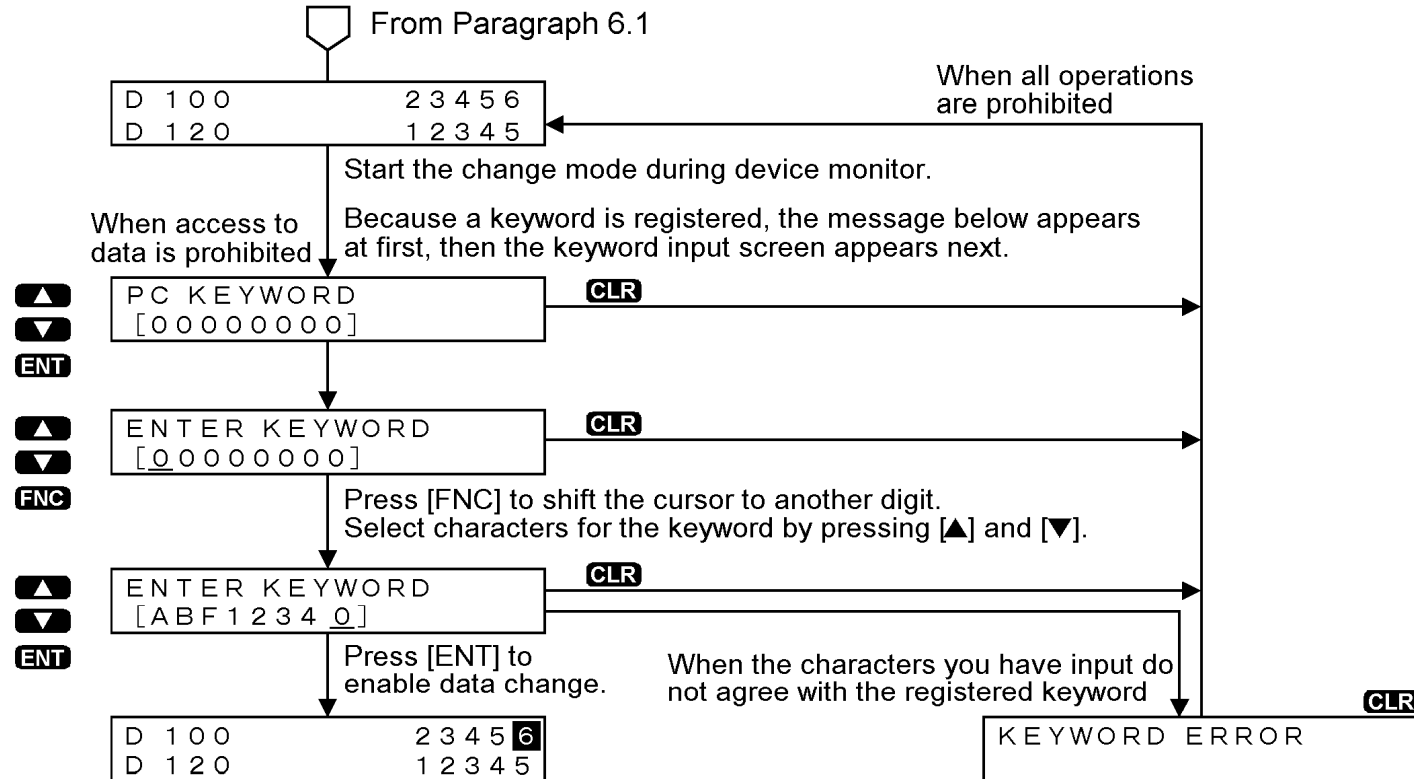 From Paragraph 6.1
D 100 23456
D 120 12345
When all operations
are prohibited
Start the change mode during device monitor.
When access to
data is prohibited
Because a keyword is registered, the message below appears
at first, then the keyword input screen appears next.
▲
▼
ENT
PC KEYWORD
[00000000]
CLR
▲
▼
FNC
ENTER KEYWORD
[00000000]
CLR
Press [FNC] to shift the cursor to another digit.
Select characters for the keyword by pressing [▲] and [▼].
▲
▼
ENT
ENTER KEYWORD
[ABF12340]
CLR
Press [ENT] to
enable data change.
When the characters you have input do
not agree with the registered keyword
CLR
D 100 23456
D 120 12345
KEYWORD ERROR